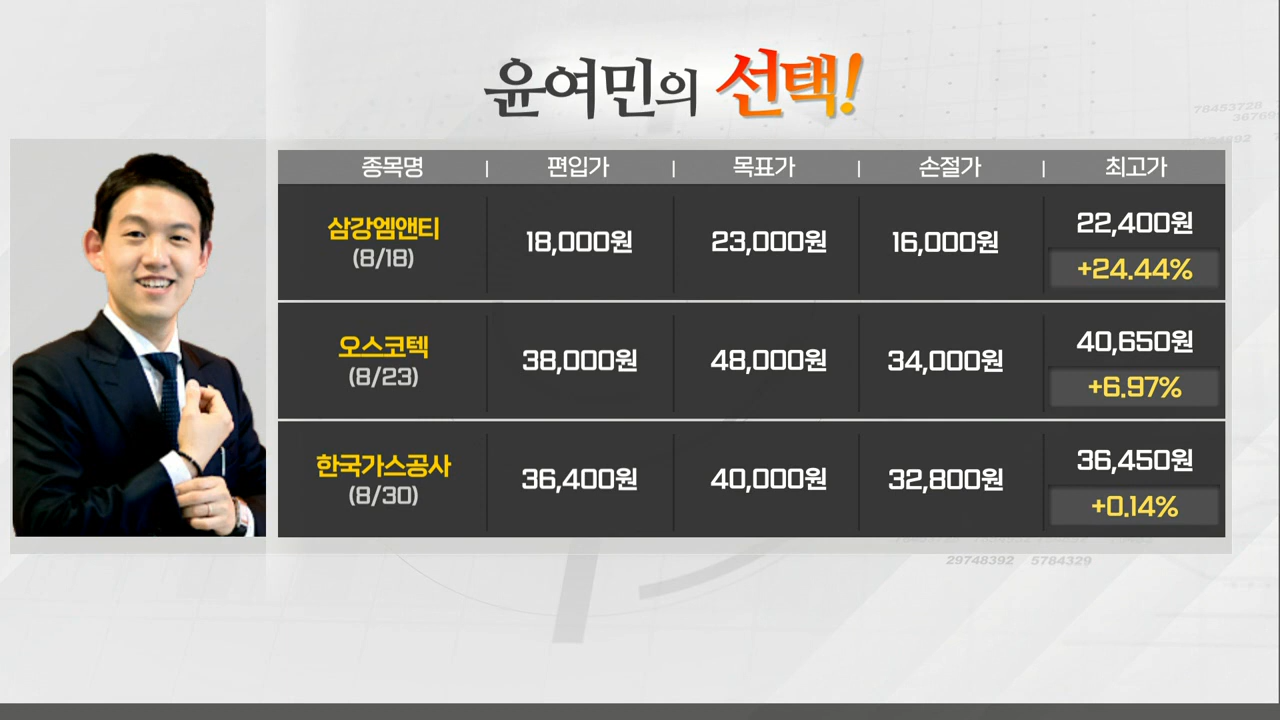 윤여민의 선택!
종목명 | 편입가 | 목표가 | 손절가 | 최고가
삼강엠앤티 18,000원 23,000원 16,000원 22,400원
(8/18) +24.44%
오스코텍 38,000원 48,000원 34,000원 40,650원
(8/23) +6.97%
한국가스공사 36,400원 40,000원 32,800원 36,450원
(8/30) +0.14%
78453728
29748392 5784329